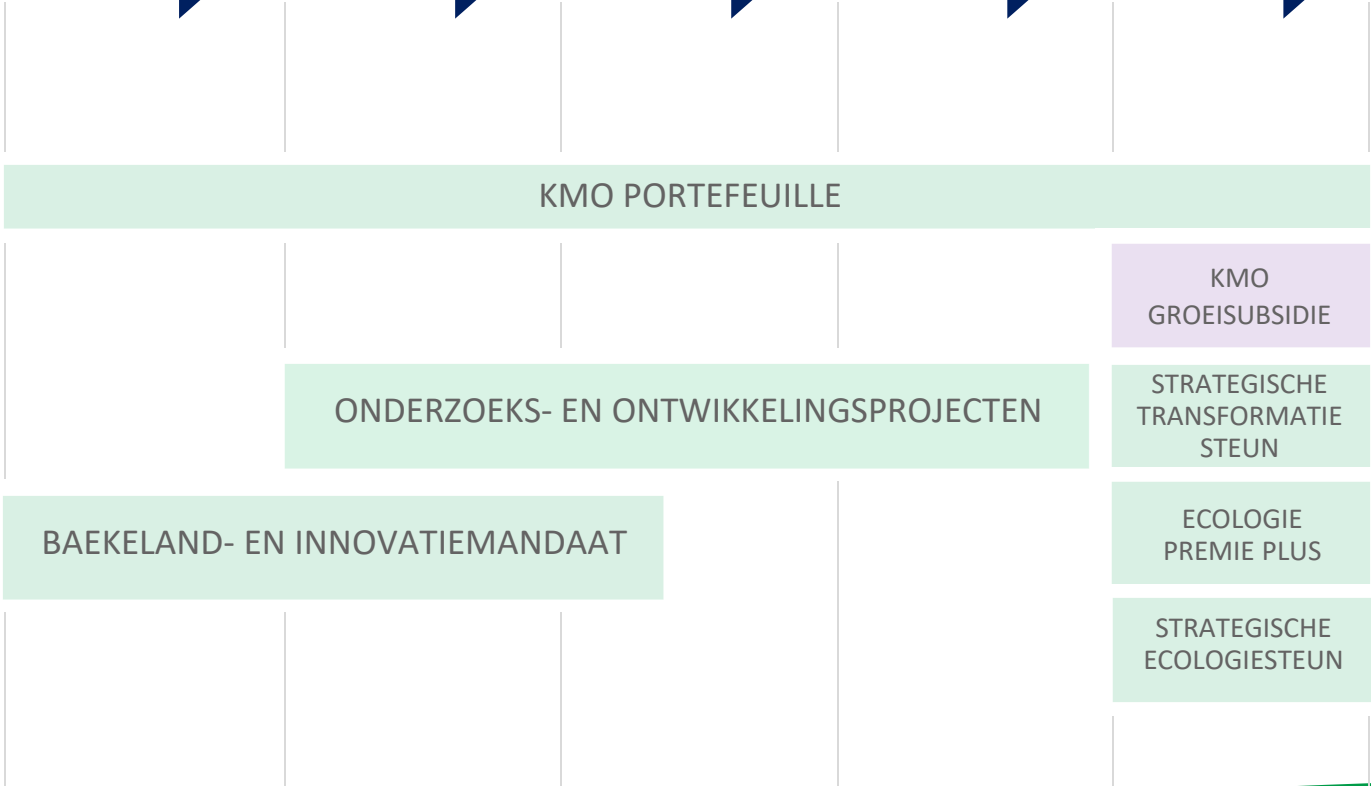 KMO PORTEFEUILLE
KMO
GROEISUBSIDIE
ONDERZOEKS- EN ONTWIKKELINGSPROJECTEN
STRATEGISCHE
TRANSFORMATIE
STEUN
BAEKELAND- EN INNOVATIEMANDAAT
ECOLOGIE
PREMIE PLUS
STRATEGISCHE
ECOLOGIESTEUN